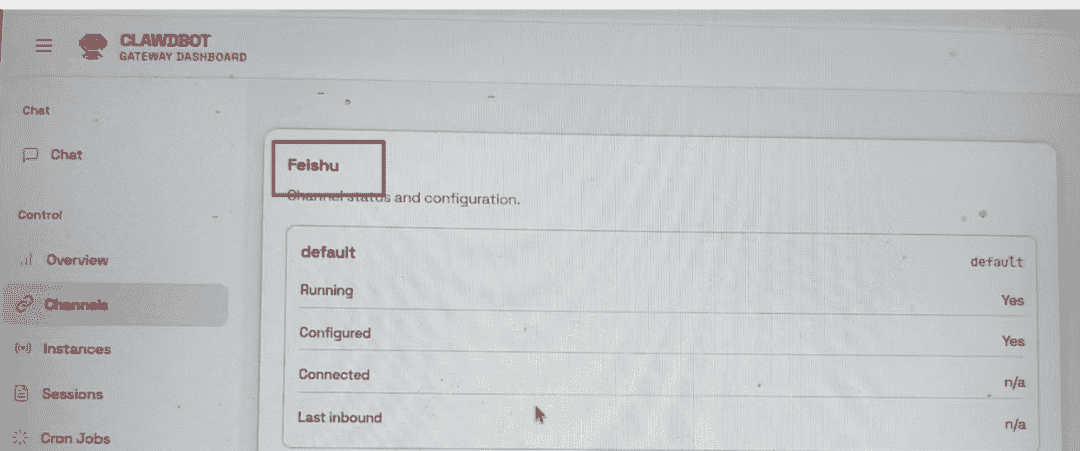 CLAWDBOT
GATEWAY DASHBOARD
Chat
Chat
Control
Overview
Channels
Instances
Sessions
Cron Jobs
Feishu
Channel status and configuration.
default default
Running Yes
Configured Yes
Connected n/a
Last inbound n/a